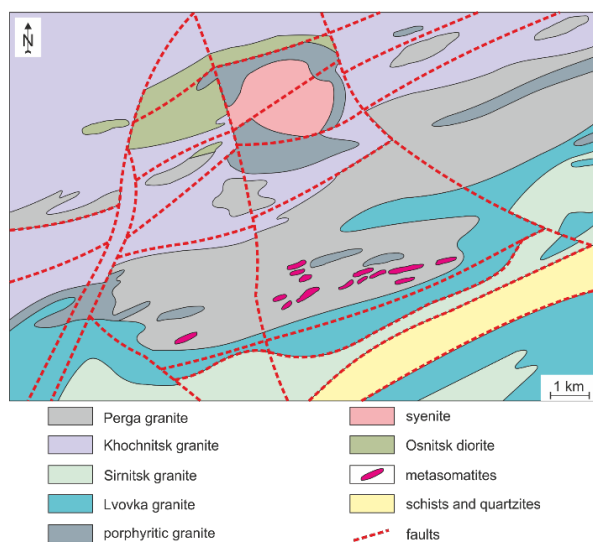 N
1 km
Perga granite
Khochnitsk granite
Sirnitsk granite
Lvovka granite
porphyritic granite
syenite
Osnitsk diorite
metasomatites
schists and quartzites
faults